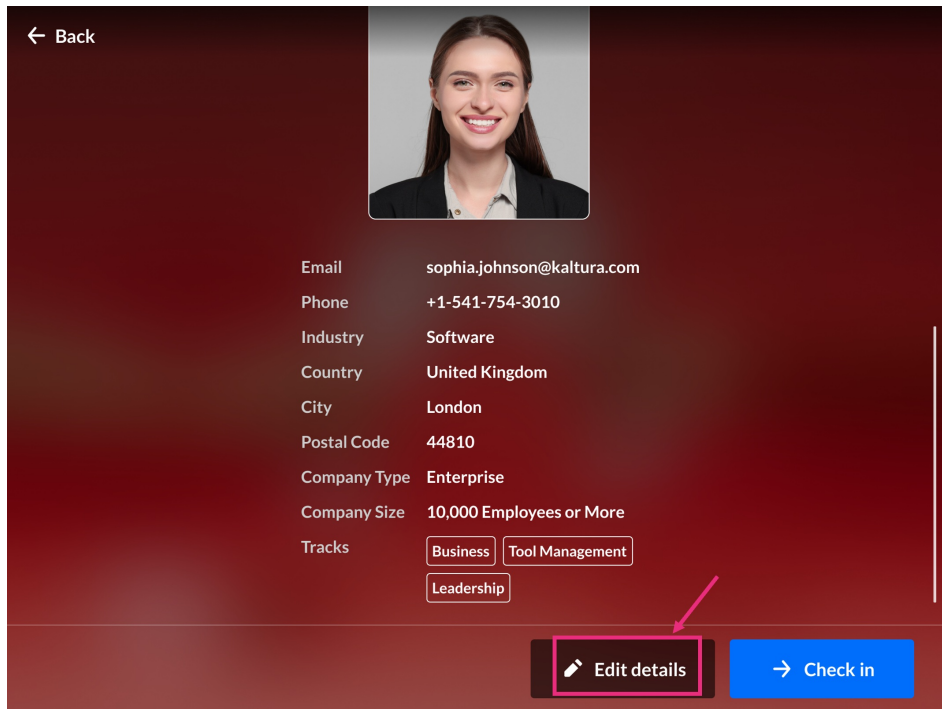 Back
Email sophia.johnson@kaltura.com
Phone +1-541-754-3010
Industry Software
Country United Kingdom
City London
Postal Code 44810
Company Type Enterprise
Company Size 10,000 Employees or More
Tracks Business Tool Management
Leadership
Edit details Check in